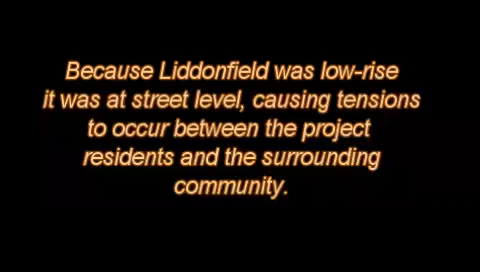 Because Liddonfield was low-rise
it was at street level, causing tensions
to occur between the project
residents and the surrounding
community.